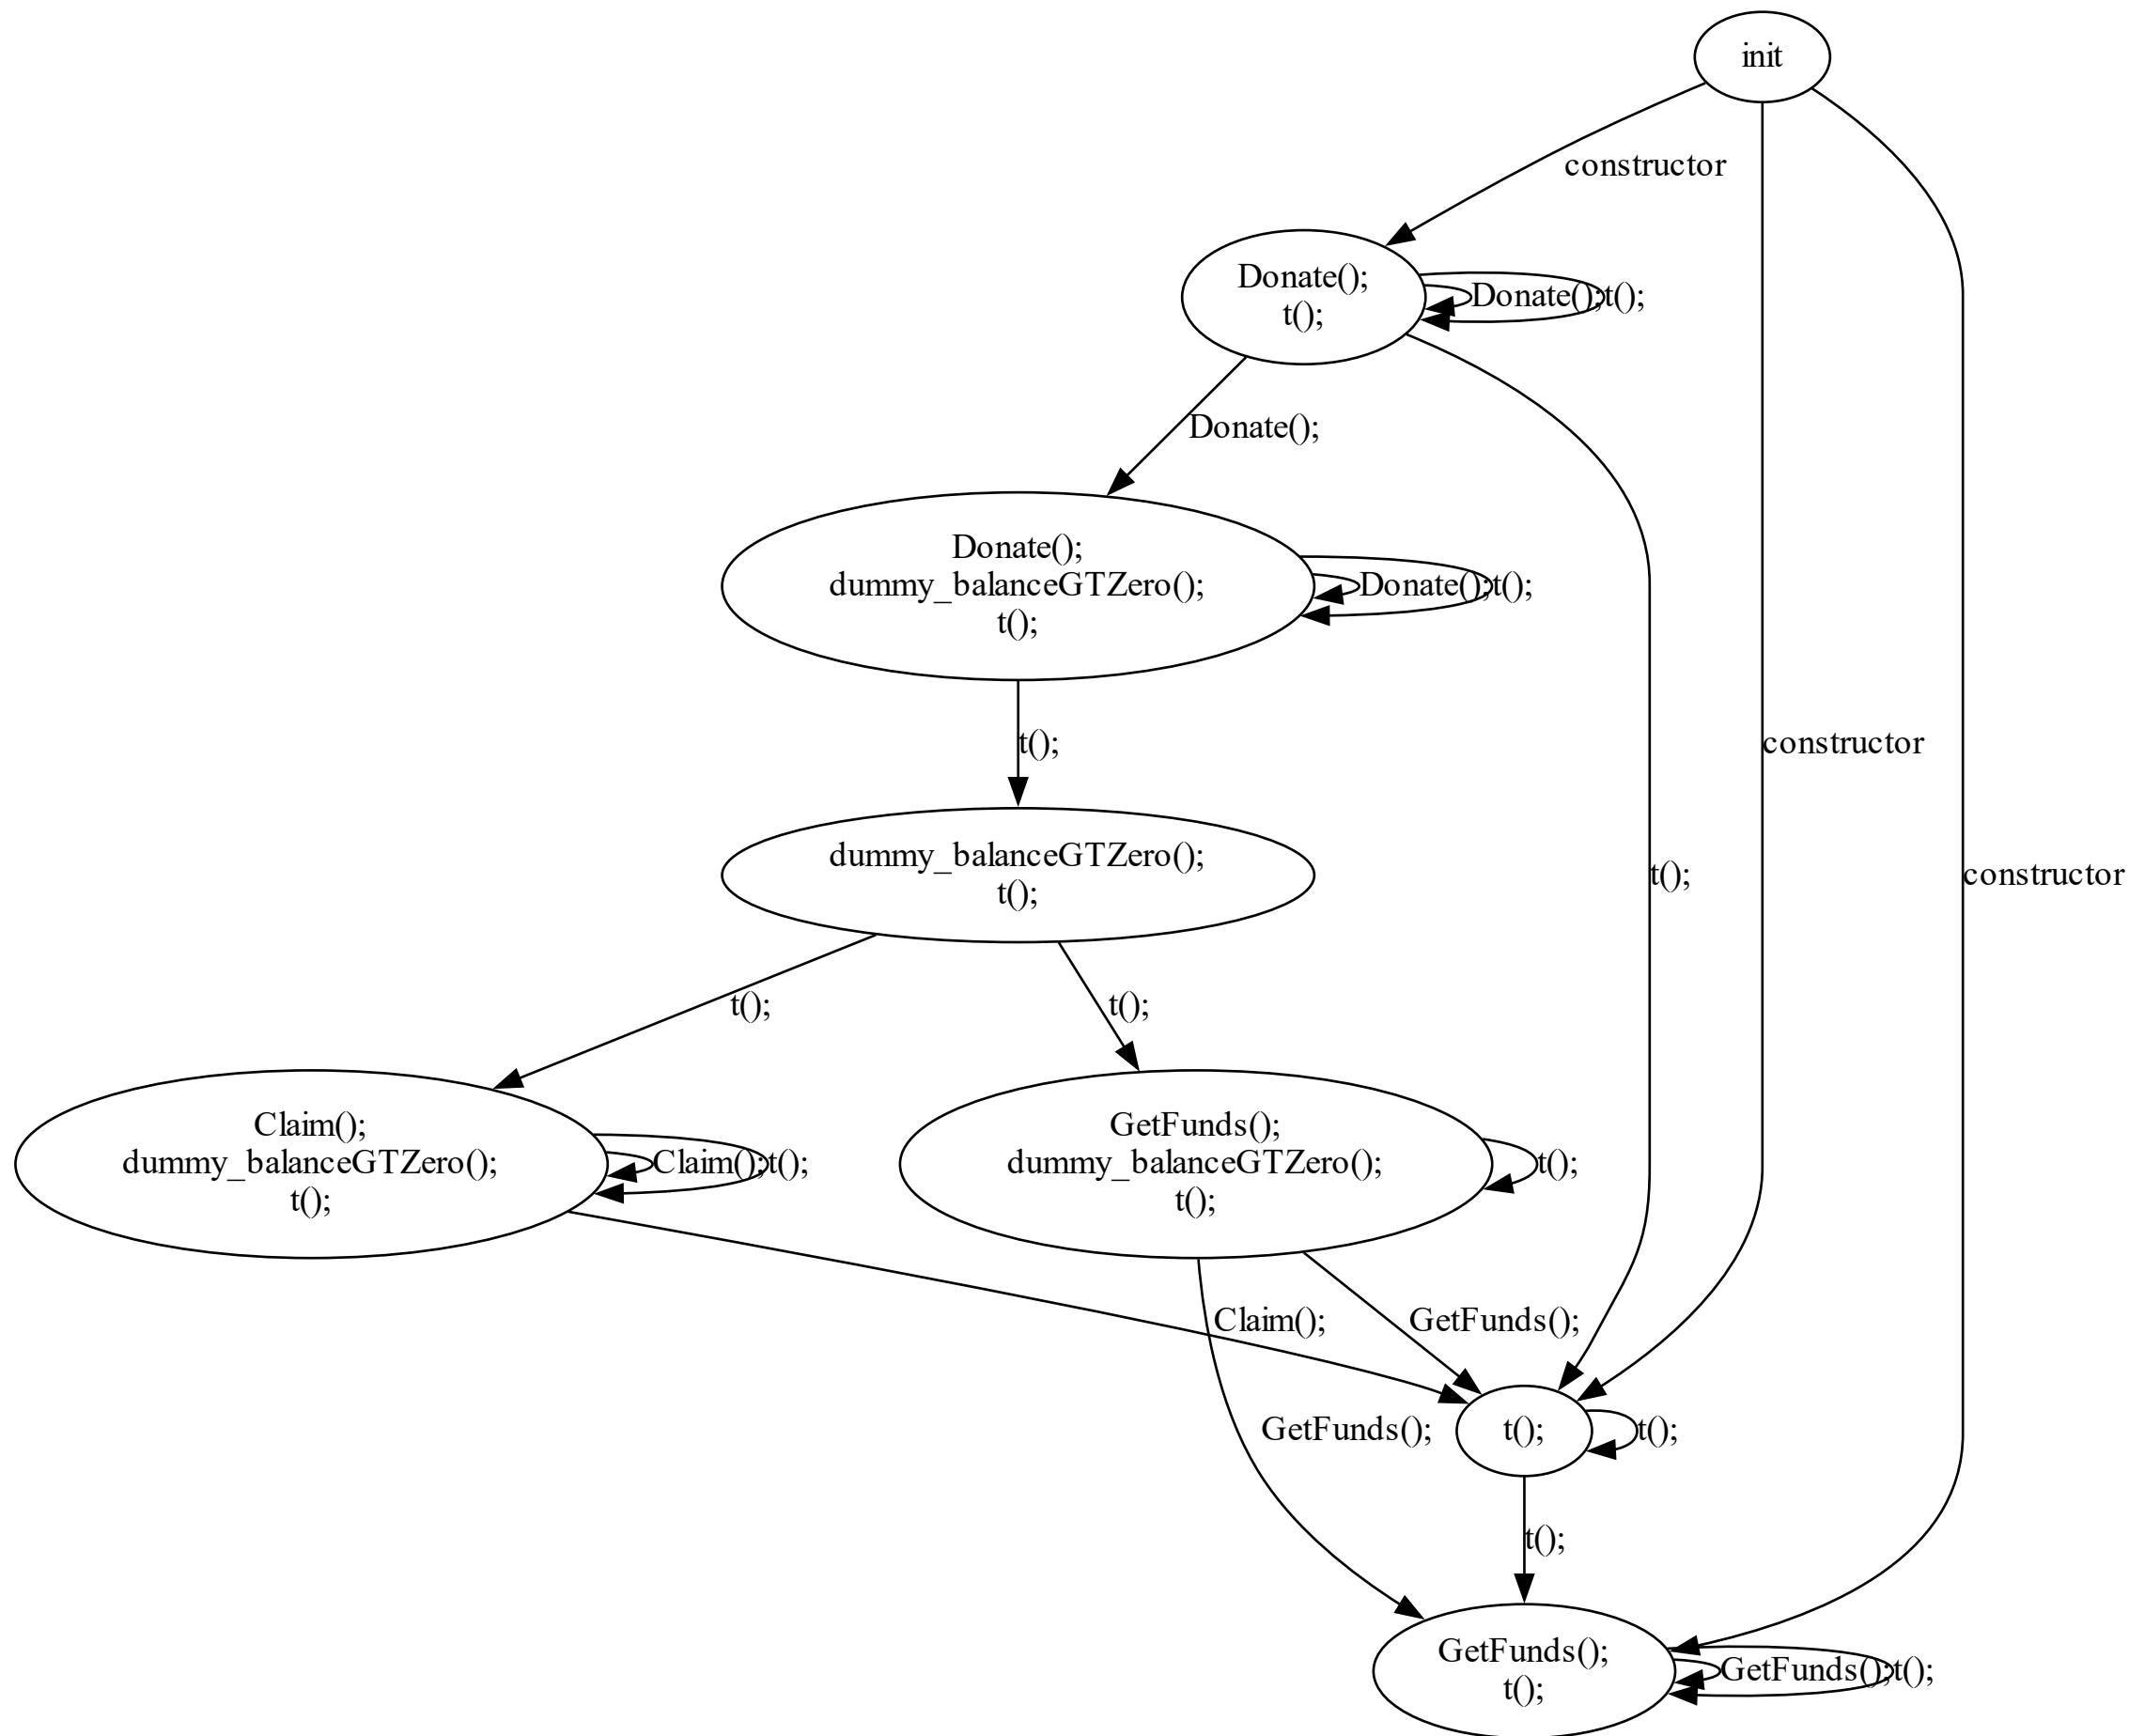 init
constructor
Donate();
t();
Donate();
t();
Donate();
Donate();
dummy_balanceGTZero();
t();
Donate();
t();
t();
constructor
dummy_balanceGTZero();
t();
t();
constructor
t();
t();
Claim();
dummy_balanceGTZero();
t();
Claim();
t();
GetFunds();
dummy_balanceGTZero();
t();
t();
Claim();
GetFunds();
GetFunds();
t();
t();
t();
GetFunds();
t();
GetFunds();
t();